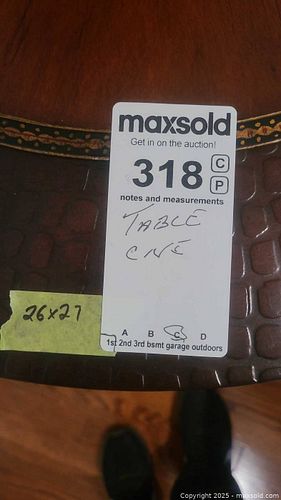 maxsold
Get in on the auction!
318 C
P
notes and measurements
TABLE
CNE
26x27
A B C D
1st 2nd 3rd bsmt garage outdoors
Copyright 2025 - maxsold.com